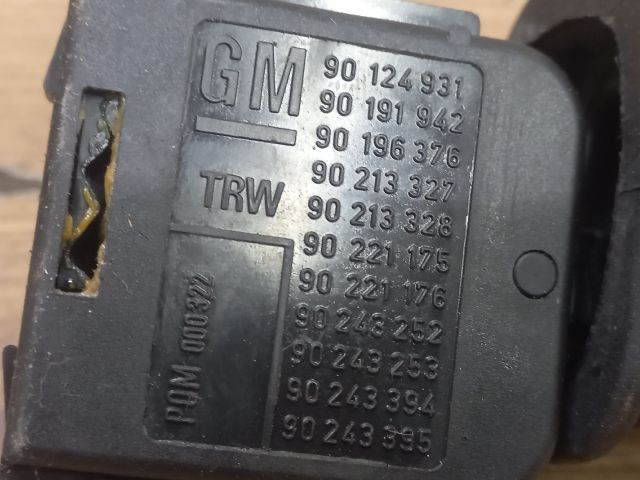 GM
TRW
POM 000322
90 124 931
90 191 942
90 196 376
90 213 327
90 213 328
90 221 175
90 221 176
90 243 252
90 243 253
90 243 394
90 243 395